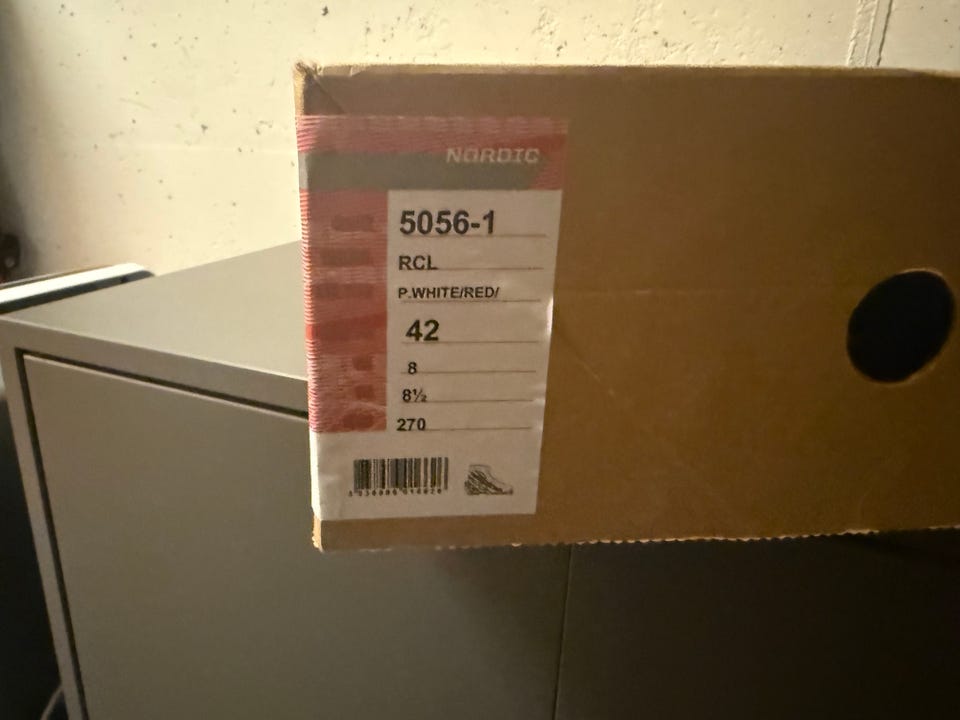 NORDIC
5056-1
RCL
P.WHITE/RED/
42
8
8½
270